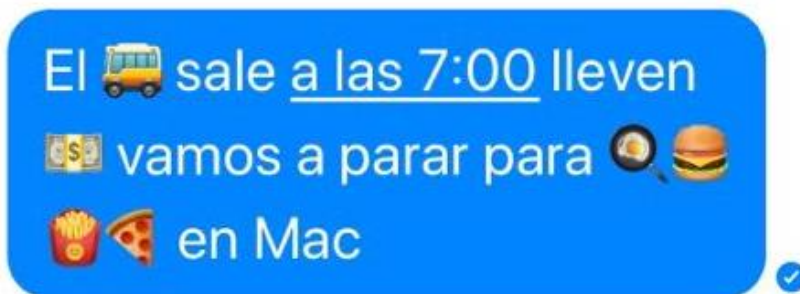 El 🚌 sale a las 7:00 lleven
💵 vamos a parar para 🍳🍔
🍟🍕 en Mac